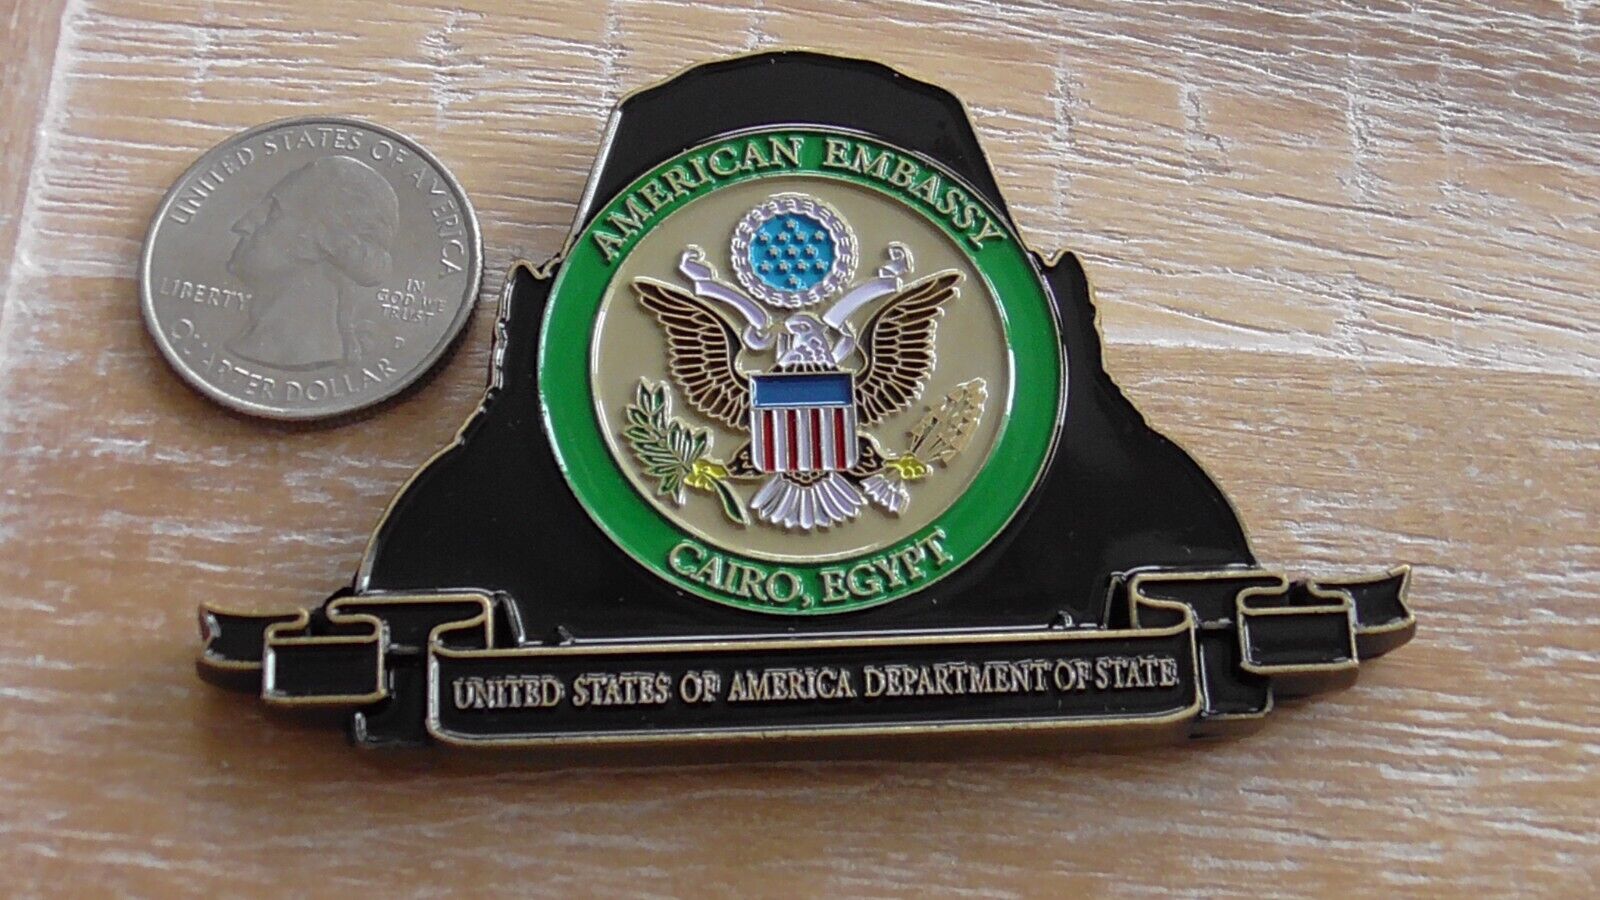 UNITED STATES OF AMERICA
LIBERTY
IN
GOD WE
TRUST
D
QUARTER DOLLAR
AMERICAN EMBASSY
CAIRO, EGYPT
UNITED STATES OF AMERICA DEPARTMENT OF STATE